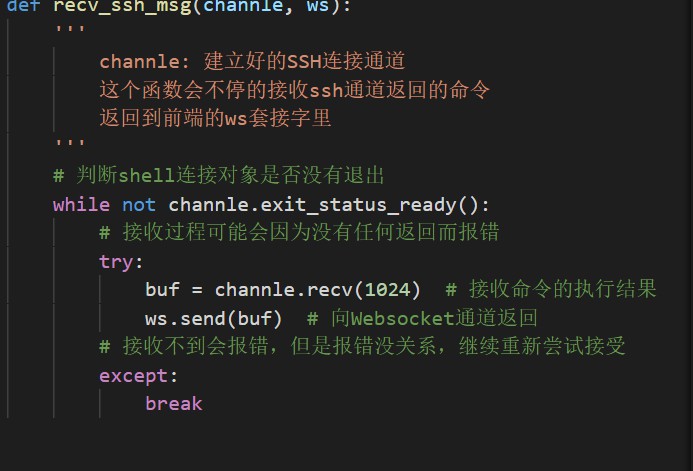 def recv_ssh_msg(channle, ws):
'''
channle: 建立好的SSH连接通道
这个函数会不停的接收ssh通道返回的命令
返回到前端的ws套接字里
'''
# 判断shell连接对象是否没有退出
while not channle.exit_status_ready():
# 接收过程可能会因为没有任何返回而报错
try:
buf = channle.recv(1024)  # 接收命令的执行结果
ws.send(buf)  # 向Websocket通道返回
# 接收不到会报错，但是报错没关系，继续重新尝试接受
except:
break